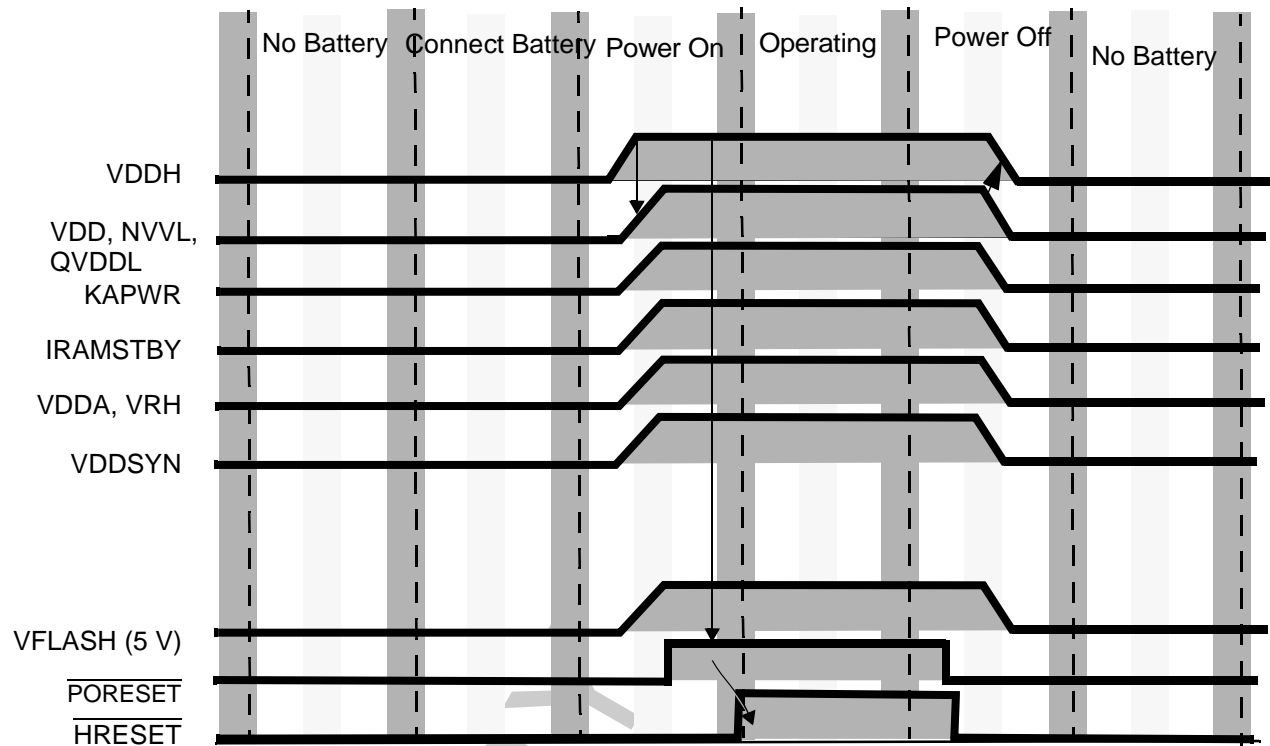 No Battery
Connect Battery
Power On
Operating
Power Off
No Battery
VDDH
VDD, NVVL,
QVDDL
KAPWR
IRAMSTBY
VDDA, VRH
VDDSYN
VFLASH (5 V)
PORESET
HRESET